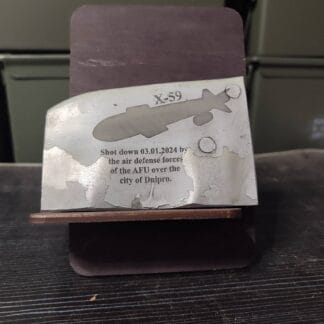 X-59
Shot down 03.01.2024 by
the air defense forces
of the AFU over the
city of Dnipro.